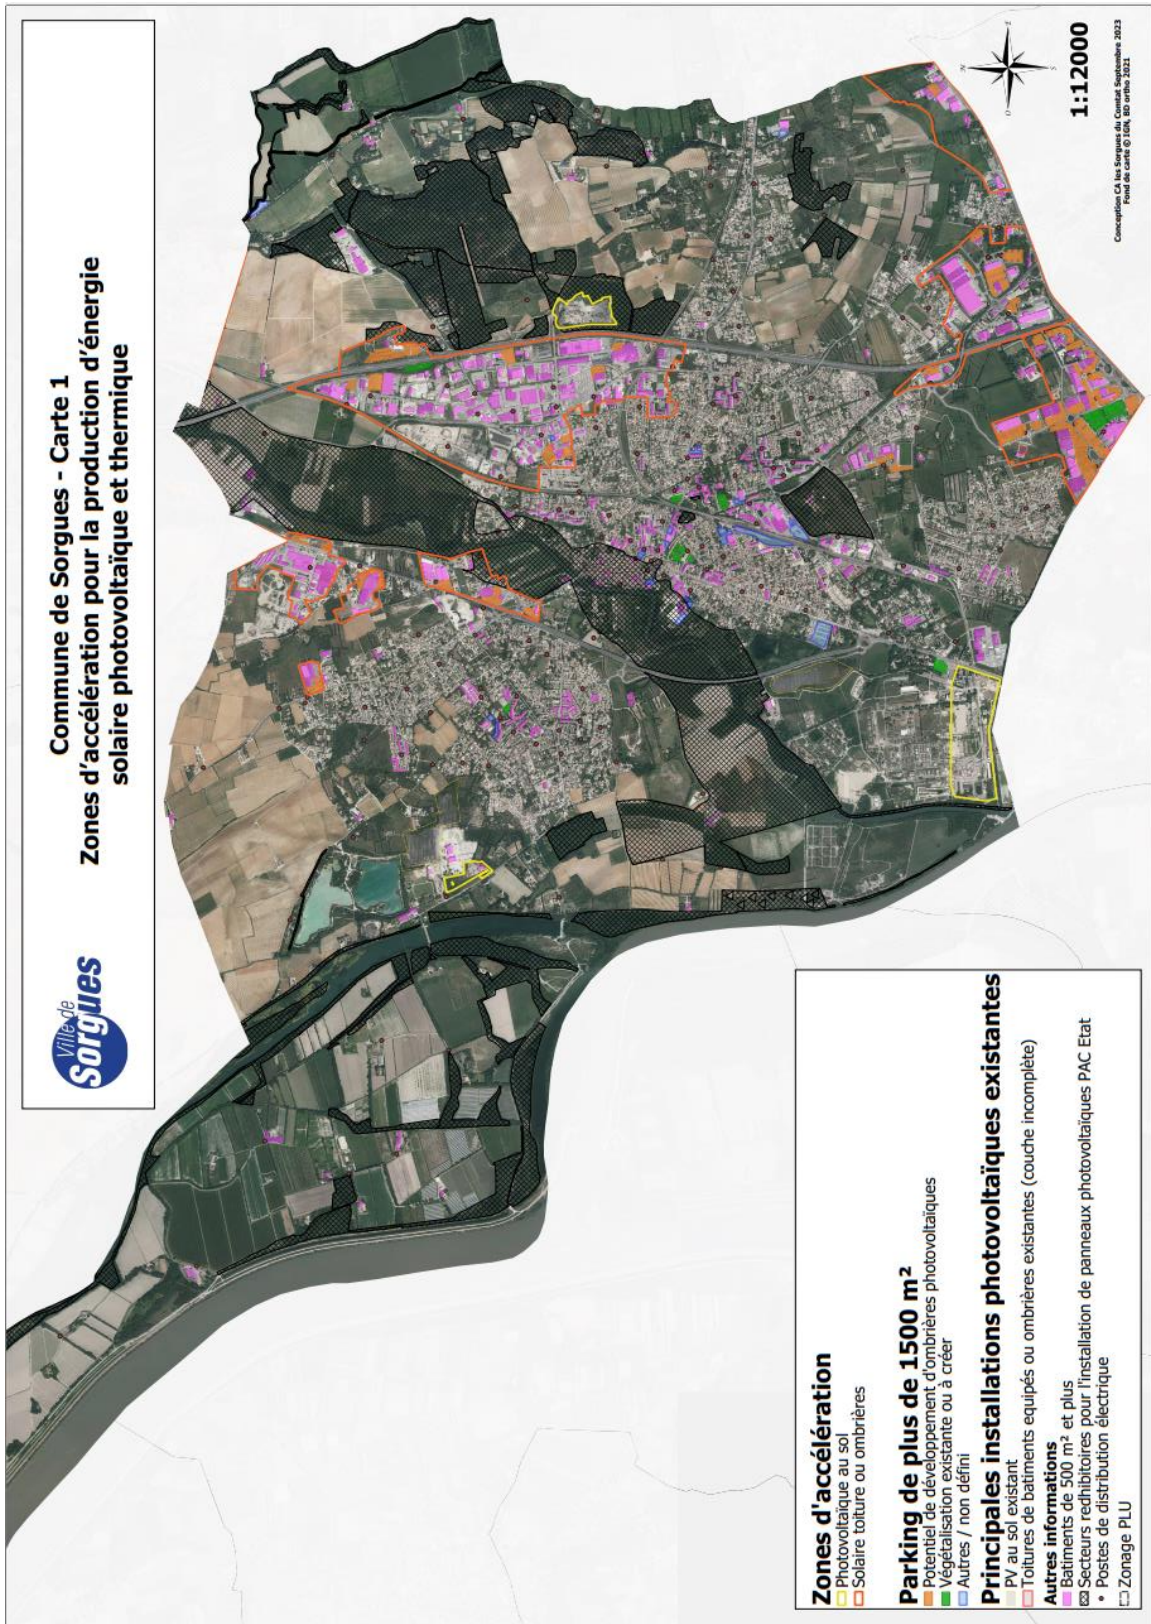 Commune de Sorgues - Carte 1
Zones d'accélération pour la production d'énergie
solaire photovoltaïque et thermique
Ville de
Sorgues
N
E
S
O
1:12000
Conception CA les Sorgues du Comtat Septembre 2023
Fond de carte © IGN, BD ortho 2021
Zones d'accélération
Photovoltaïque au sol
Solaire toiture ou ombrières
Parking de plus de 1500 m²
Potentiel de développement d'ombrières photovoltaïques
Végétalisation existante ou à créer
Autres / non défini
Principales installations photovoltaïques existantes
PV au sol existant
Toitures de batiments equipés ou ombrières existantes (couche incomplète)
Autres informations
Batiments de 500 m² et plus
Secteurs redhibitoires pour l'installation de panneaux photovoltaïques PAC Etat
Postes de distribution électrique
Zonage PLU